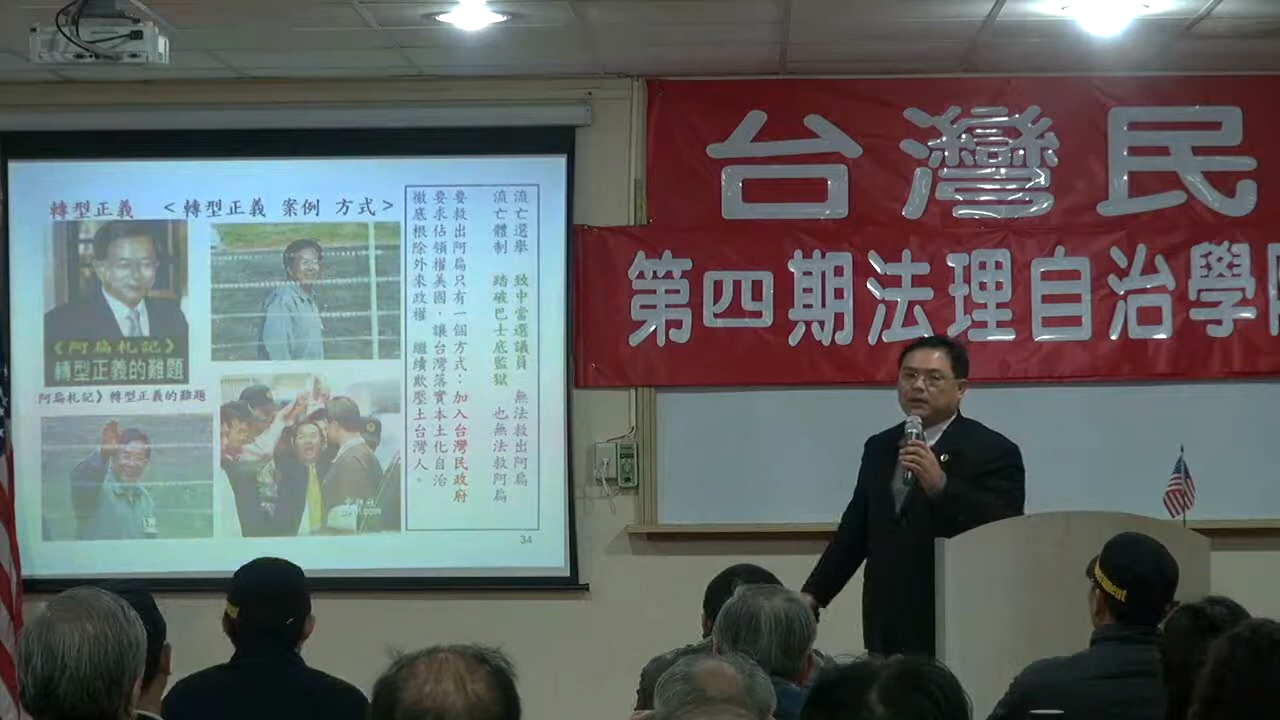 台灣民
第四期法理自治學
轉型正義 <轉型正義 案例 方式>
流亡選舉 致中當選議員 無法救出阿扁
流亡體制 踏破巴士底監獄 也無法救阿扁
要救出阿扁只有一個方式：加入台灣民政府
要求佔領權美國．讓台灣落實本土化自治
徹底根除外來政權 繼續欺壓土台灣人。
《阿扁札記》
轉型正義的難題
阿扁札記》轉型正義的難題
34